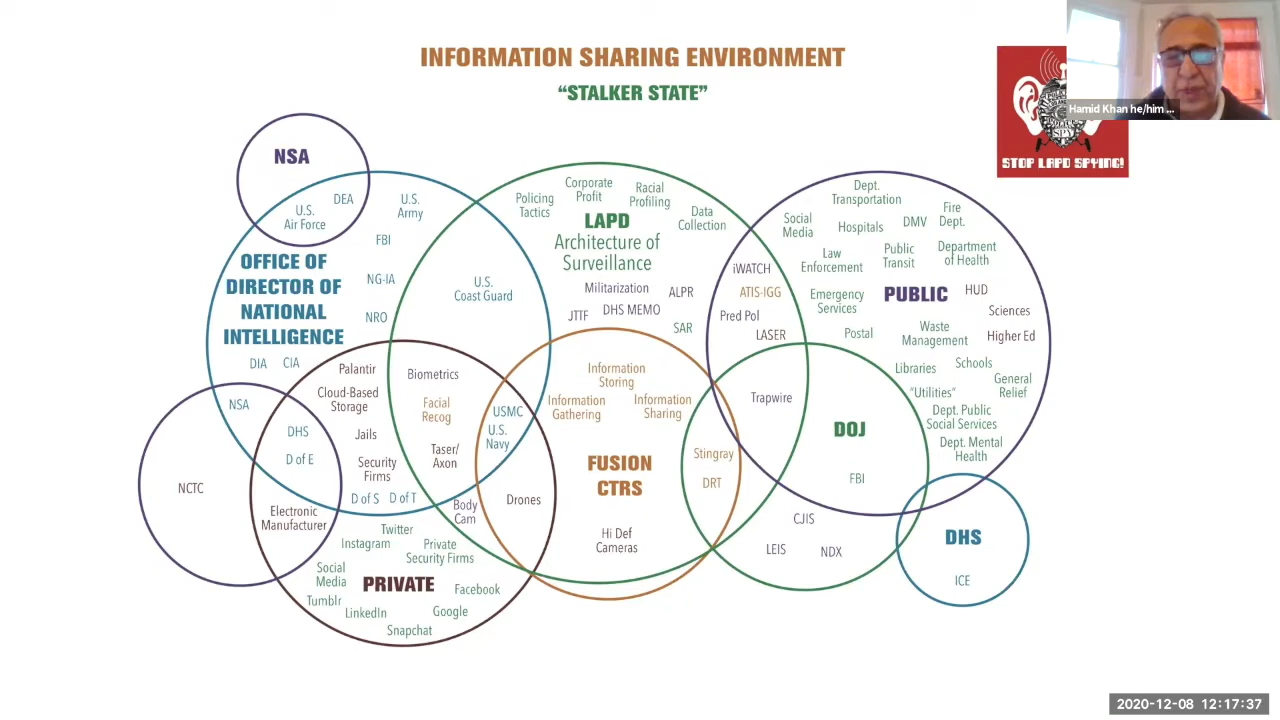 INFORMATION SHARING ENVIRONMENT
“STALKER STATE”
Hamid Khan he/him ...
STOP LAPD SPYING!
NSA
DEA
U.S.
Air Force
U.S.
Army
FBI
OFFICE OF
DIRECTOR OF
NATIONAL
INTELLIGENCE
NG-IA
NRO
DIA
CIA
U.S.
Coast Guard
Policing
Tactics
Corporate
Profit
Racial
Profiling
Data
Collection
LAPD
Architecture of
Surveillance
Militarization
ALPR
JTTF
DHS MEMO
SAR
iWATCH
ATIS-IGG
Pred Pol
LASER
Dept.
Transportation
Social
Media
Hospitals
DMV
Fire
Dept.
Law
Enforcement
Public
Transit
Department
of Health
Emergency
Services
PUBLIC
HUD
Sciences
Postal
Waste
Management
Higher Ed
Libraries
Schools
General
Relief
“Utilities”
Dept. Public
Social Services
Dept. Mental
Health
NSA
DHS
D of E
NCTC
Electronic
Manufacturer
Palantir
Cloud-Based
Storage
Jails
Security
Firms
D of S
D of T
Biometrics
Facial
Recog
Taser/
Axon
USMC
U.S.
Navy
Body
Cam
Drones
Information
Storing
Information
Gathering
Information
Sharing
FUSION
CTRS
Hi Def
Cameras
Stingray
DRT
Trapwire
DOJ
FBI
CJIS
LEIS
NDX
DHS
ICE
Twitter
Instagram
Private
Security Firms
Social
Media
PRIVATE
Facebook
Tumblr
LinkedIn
Google
Snapchat
2020-12-08 12:17:37